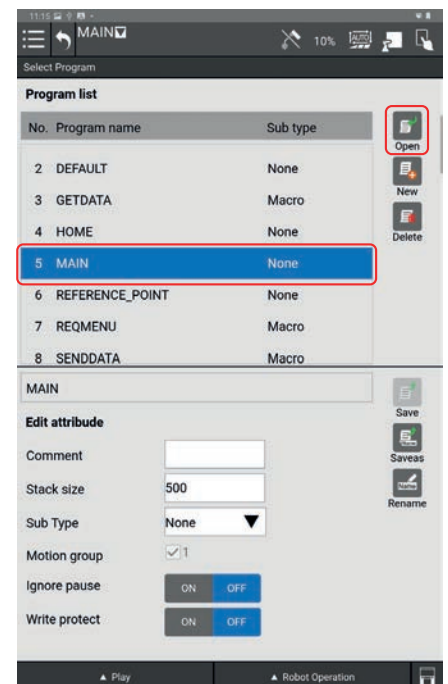 11:15
MAIN
10%
AUTO
Select Program
Program list
No. Program name Sub type
Open
2 DEFAULT None
New
3 GETDATA Macro
4 HOME None
Delete
5 MAIN None
6 REFERENCE_POINT None
7 REQMENU Macro
8 SENDDATA Macro
MAIN
Save
Edit attribude
Comment
Saveas
Stack size 500
Rename
Sub Type None
Motion group 1
Ignore pause ON OFF
Write protect ON OFF
▲ Play ▲ Robot Operation